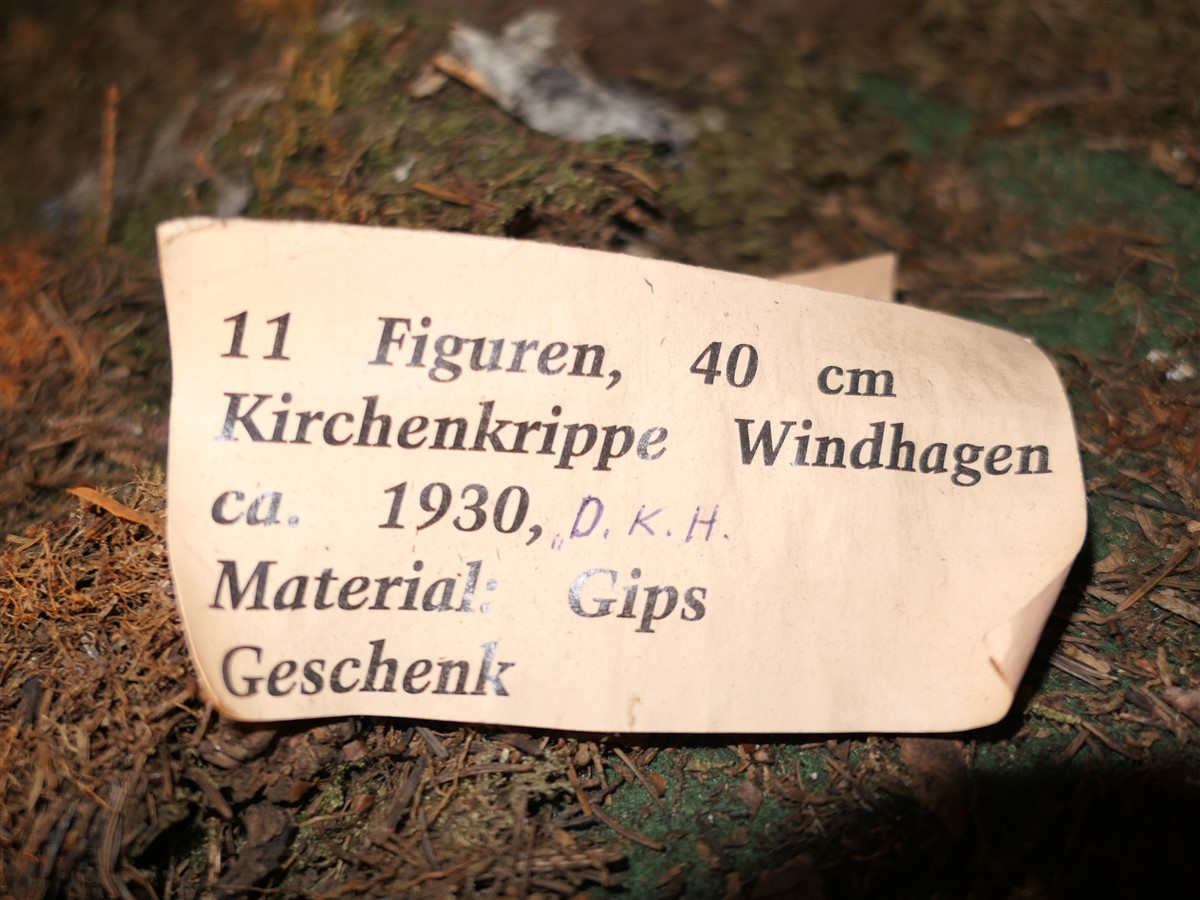 11 Figuren, 40 cm
Kirchenkrippe Windhagen
ca. 1930, „D.K.H.
Material: Gips
Geschenk